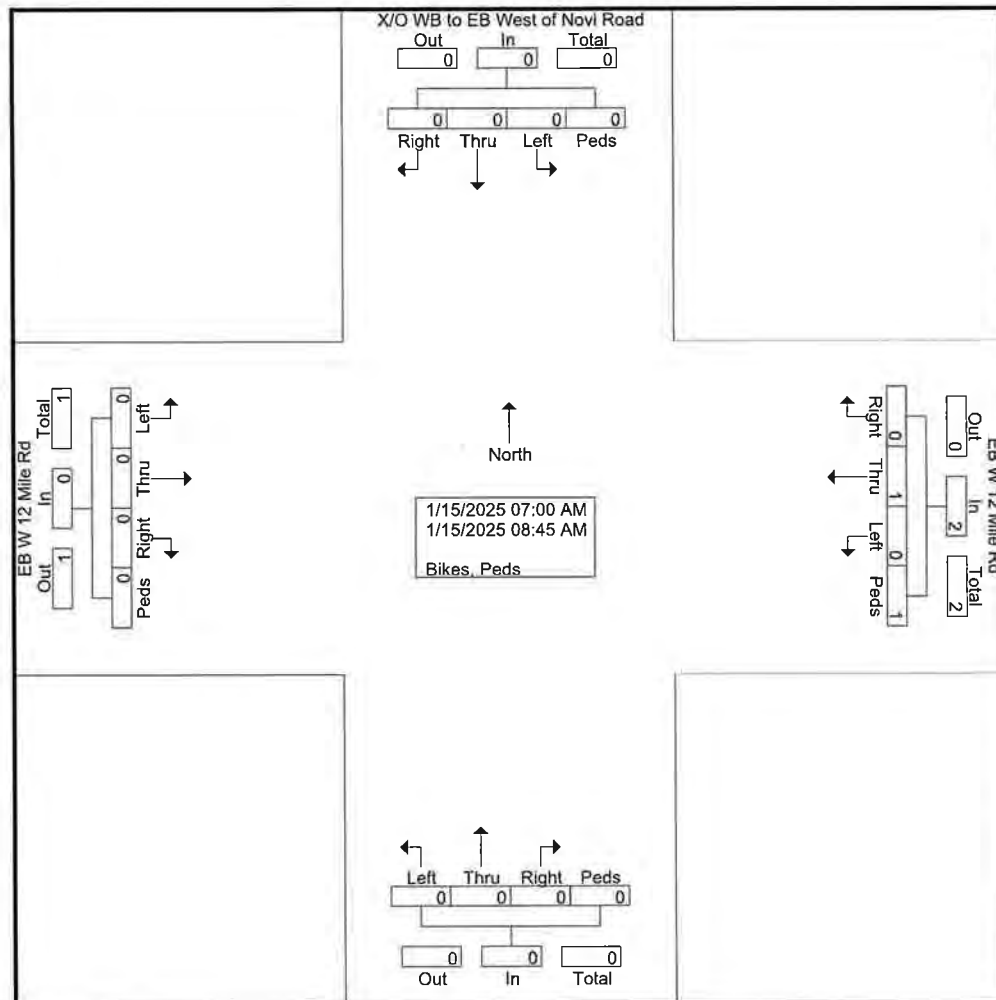 X/O WB to EB West of Novi Road
Out In Total
0 0 0
0 0 0 0
Right Thru Left Peds
EB W 12 Mile Rd
Total In Out
1 0 1
0 0 0 0
Left Thru Right Peds
North
1/15/2025 07:00 AM
1/15/2025 08:45 AM
Bikes, Peds
Right Thru Left Peds
0 1 0 1
Out In Total
0 2 2
EB W 12 Mile Rd
Left Thru Right Peds
0 0 0 0
0 0 0
Out In Total